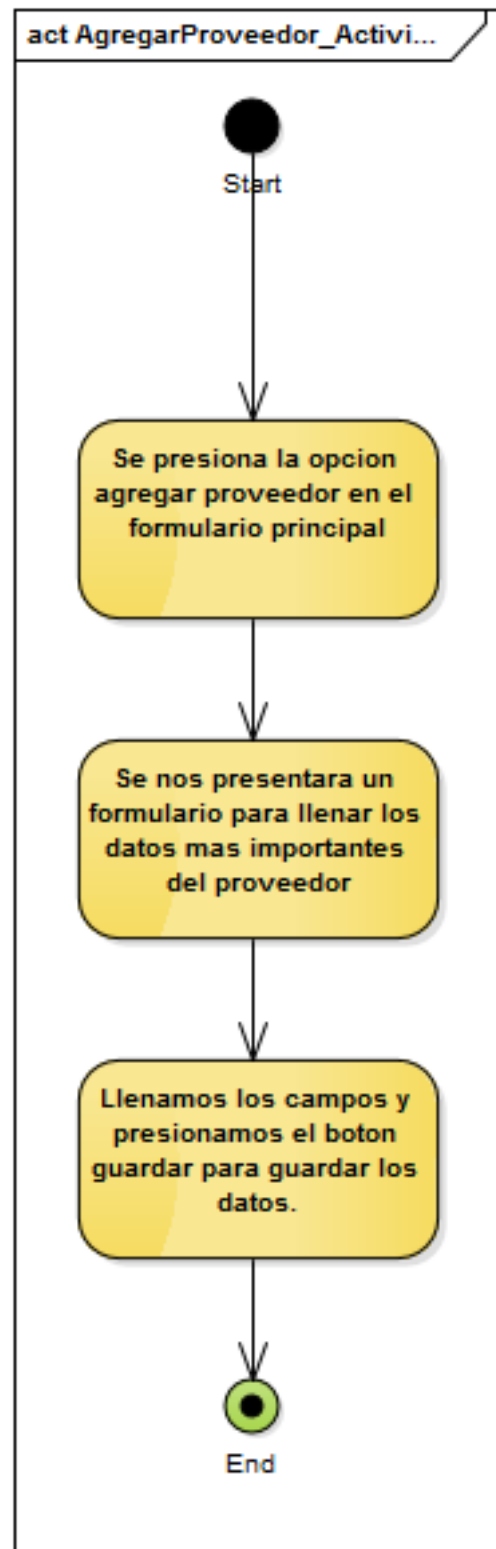 act AgregarProveedor_Activi...
Start
Se presiona la opcion
agregar proveedor en el
formulario principal
Se nos presentara un
formulario para llenar los
datos mas importantes
del proveedor
Llenamos los campos y
presionamos el boton
guardar para guardar los
datos.
End